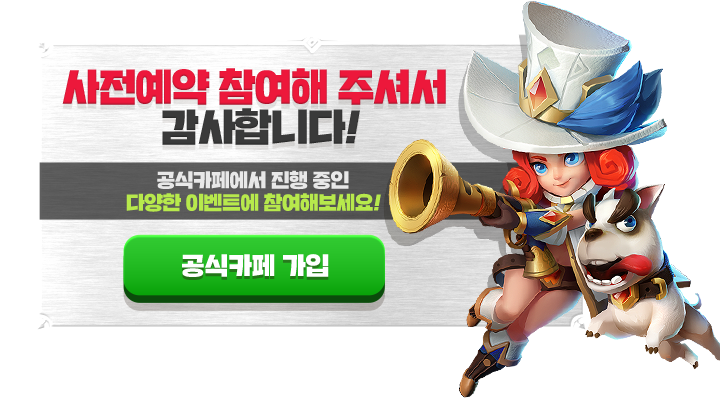 사전예약 참여해 주셔서
감사합니다!
공식카페에서 진행 중인
다양한 이벤트에 참여해보세요!
공식카페 가입